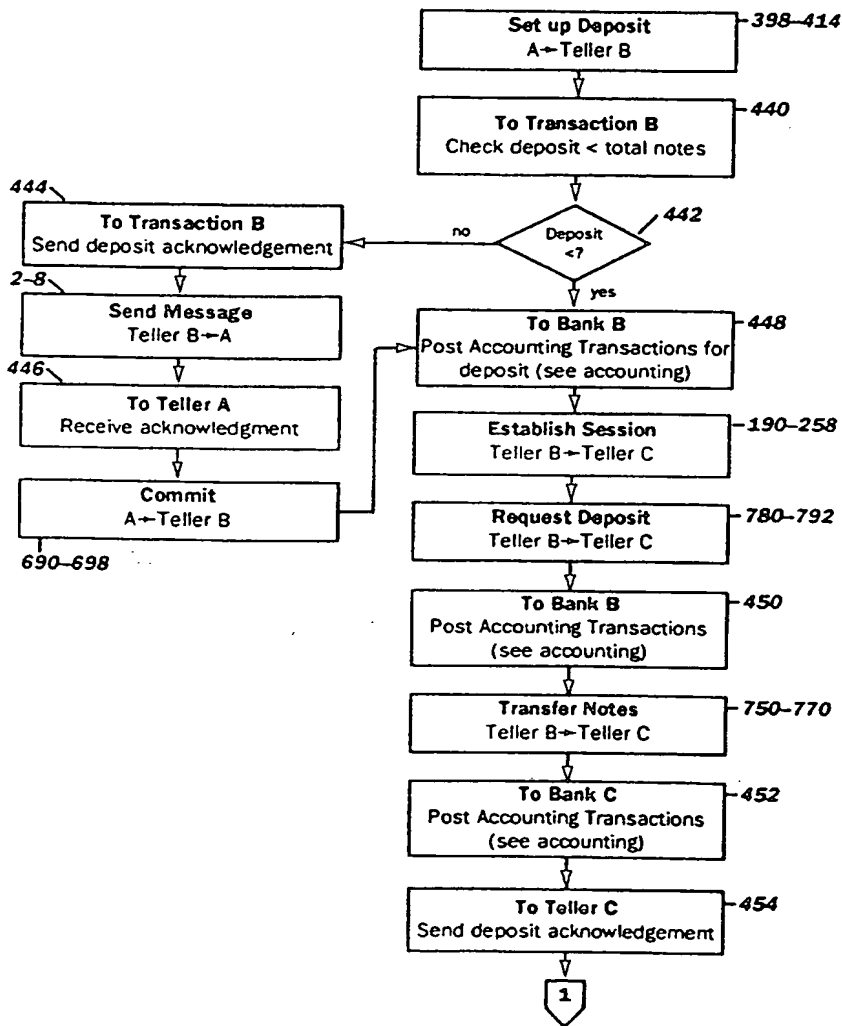 Set up Deposit
A→Teller B
398-414
To Transaction B
Check deposit < total notes
440
Deposit
<?
442
no
yes
444
To Transaction B
Send deposit acknowledgement
2-8
Send Message
Teller B→A
446
To Teller A
Receive acknowledgment
Commit
A→Teller B
690-698
To Bank B
Post Accounting Transactions for
deposit (see accounting)
448
Establish Session
Teller B→Teller C
190-258
Request Deposit
Teller B→Teller C
780-792
To Bank B
Post Accounting Transactions
(see accounting)
450
Transfer Notes
Teller B→Teller C
750-770
To Bank C
Post Accounting Transactions
(see accounting)
452
To Teller C
Send deposit acknowledgement
454
1